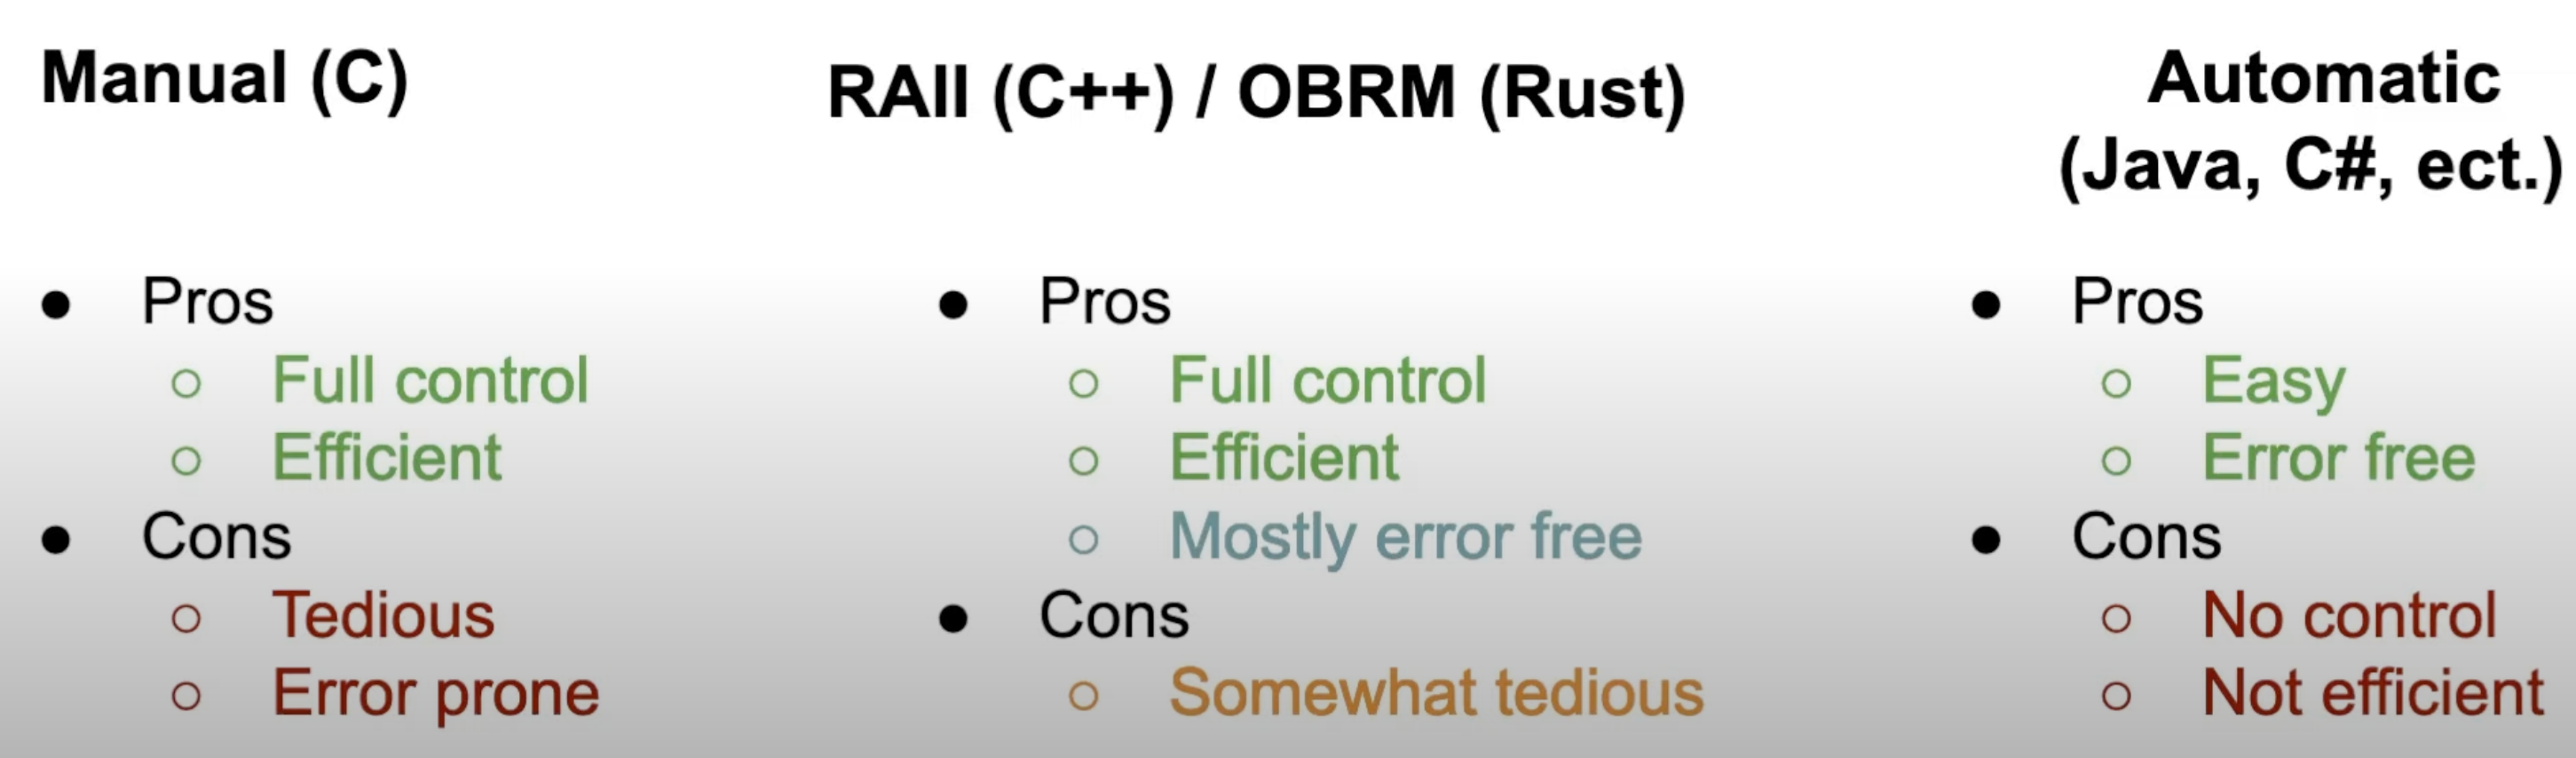 Manual (C)
Pros
Full control
Efficient
Cons
Tedious
Error prone
RAII (C++) / OBRM (Rust)
Pros
Full control
Efficient
Mostly error free
Cons
Somewhat tedious
Automatic
(Java, C#, ect.)
Pros
Easy
Error free
Cons
No control
Not efficient